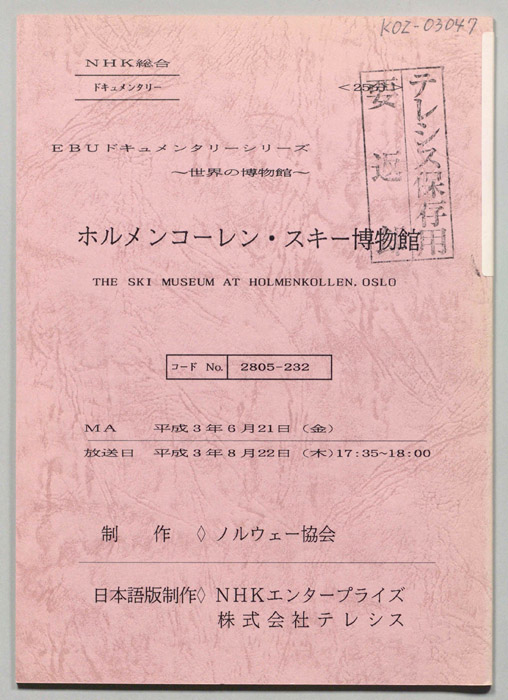 KOZ-03047
NHK総合
ドキュメンタリー
テレシス保存用
要返
EBUドキュメンタリーシリーズ
～世界の博物館～
ホルメンコーレン・スキー博物館
THE SKI MUSEUM AT HOLMENKOLLEN, OSLO
コード No. 2805-232
MA 平成3年6月21日（金）
放送日 平成3年8月22日（木）17:35~18:00
制作◇ノルウェー協会
日本語版制作◇NHKエンタープライズ
株式会社テレシス